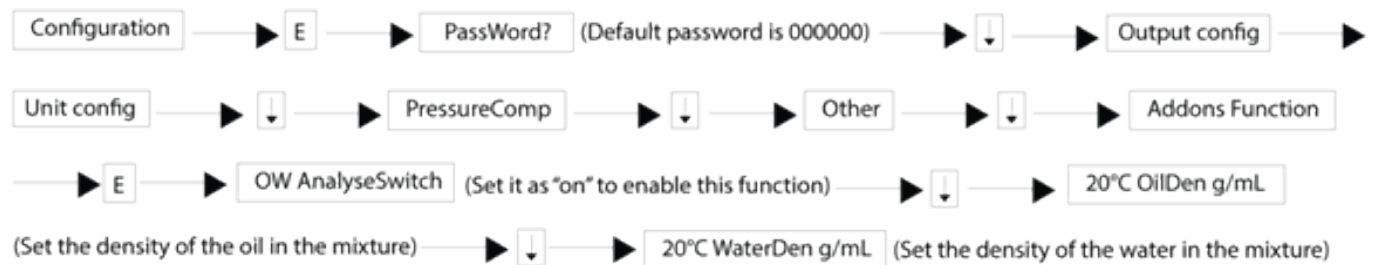 Configuration E PassWord? (Default password is 000000) ↓ Output config
Unit config ↓ PressureComp ↓ Other ↓ Addons Function
E OW AnalyseSwitch (Set it as "on" to enable this function) ↓ 20°C OilDen g/mL
(Set the density of the oil in the mixture) ↓ 20°C WaterDen g/mL (Set the density of the water in the mixture)